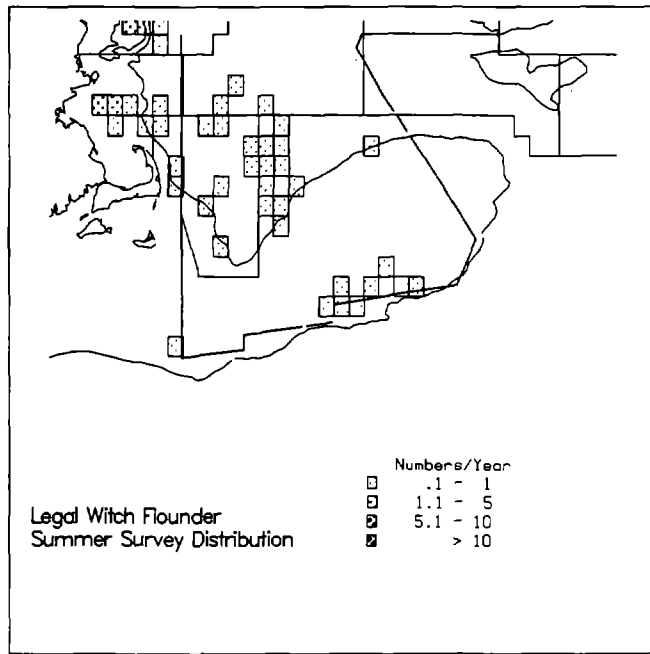 Numbers/Year
.1 - 1
1.1 - 5
5.1 - 10
> 10
Legal Witch Flounder
Summer Survey Distribution